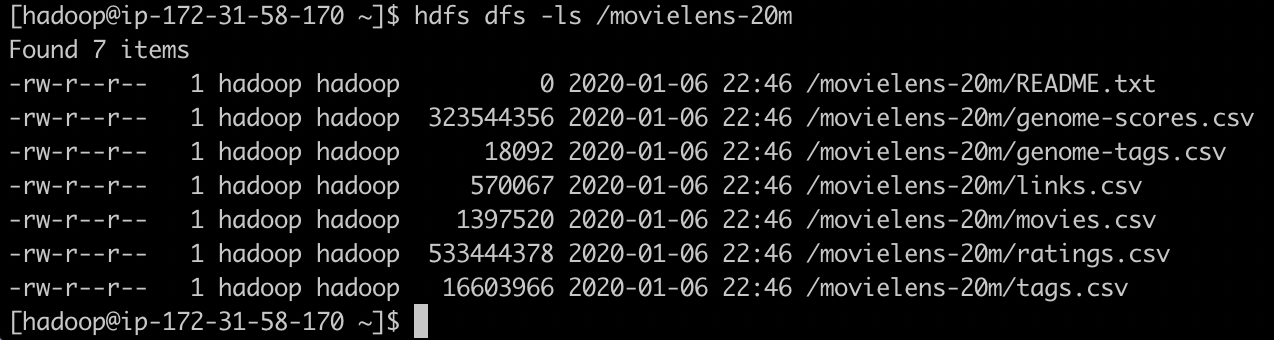 [hadoop@ip-172-31-58-170 ~]$ hdfs dfs -ls /movielens-20m
Found 7 items
-rw-r--r--   1 hadoop hadoop          0 2020-01-06 22:46 /movielens-20m/README.txt
-rw-r--r--   1 hadoop hadoop  323544356 2020-01-06 22:46 /movielens-20m/genome-scores.csv
-rw-r--r--   1 hadoop hadoop      18092 2020-01-06 22:46 /movielens-20m/genome-tags.csv
-rw-r--r--   1 hadoop hadoop     570067 2020-01-06 22:46 /movielens-20m/links.csv
-rw-r--r--   1 hadoop hadoop    1397520 2020-01-06 22:46 /movielens-20m/movies.csv
-rw-r--r--   1 hadoop hadoop  533444378 2020-01-06 22:46 /movielens-20m/ratings.csv
-rw-r--r--   1 hadoop hadoop   16603966 2020-01-06 22:46 /movielens-20m/tags.csv
[hadoop@ip-172-31-58-170 ~]$